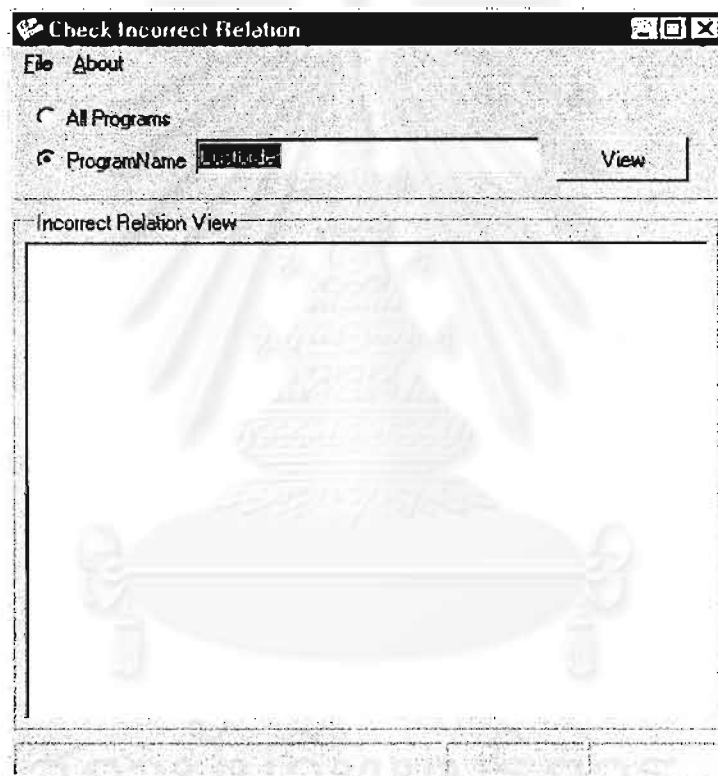 Check Incorrect Relation
File About
All Programs
ProgramName
View
Incorrect Relation View